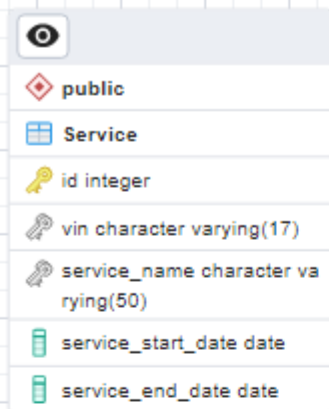 public
Service
id integer
vin character varying(17)
service_name character va
rying(50)
service_start_date date
service_end_date date